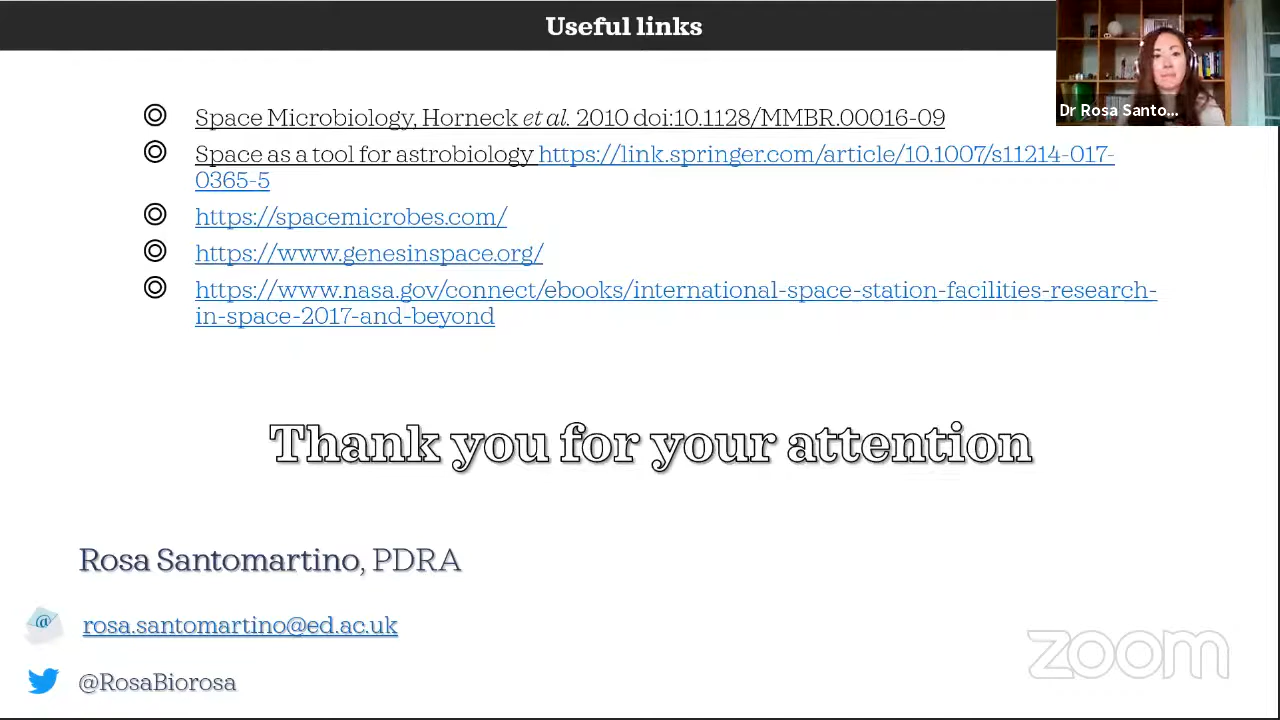 Useful links
Dr Rosa Santo...
Space Microbiology, Horneck et al. 2010 doi:10.1128/MMBR.00016-09
Space as a tool for astrobiology https://link.springer.com/article/10.1007/s11214-017-
0365-5
https://spacemicrobes.com/
https://www.genesinspace.org/
https://www.nasa.gov/connect/ebooks/international-space-station-facilities-research-
in-space-2017-and-beyond
Thank you for your attention
Rosa Santomartino, PDRA
@
rosa.santomartino@ed.ac.uk
@RosaBiorosa
zoom